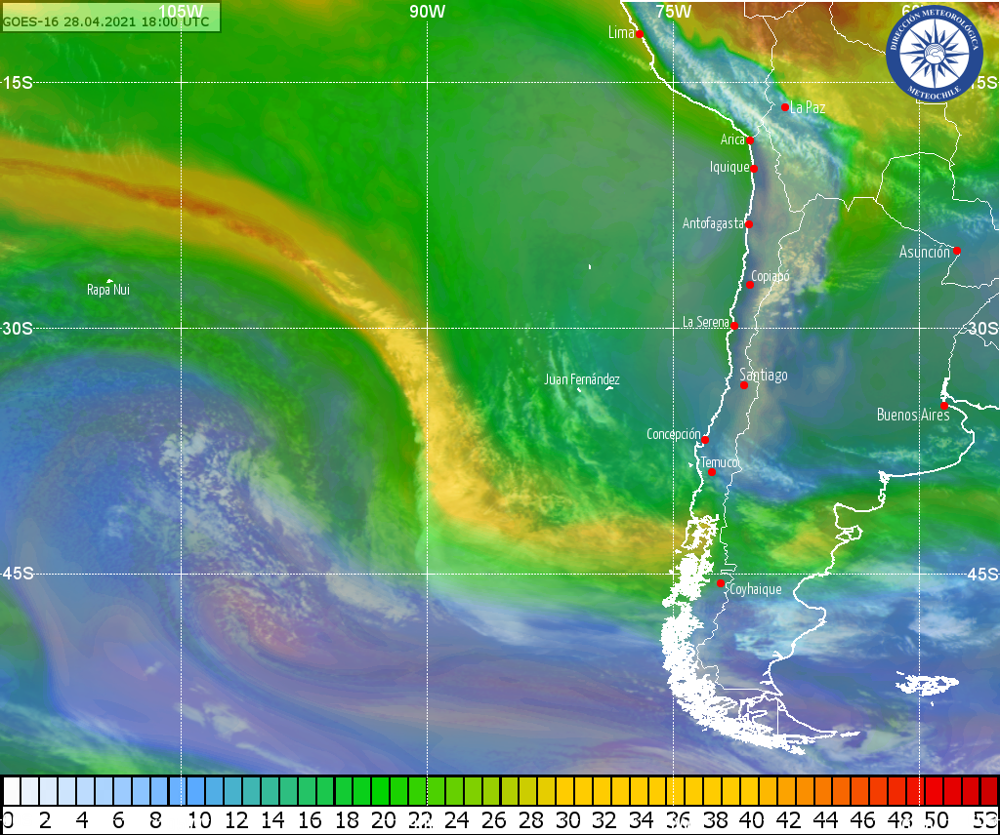 GOES-16 28.04.2021 18:00 UTC
105W
90W
75W
DIRECCIÓN METEOROLÓGICA
METEOCHILE
Lima
15S
La Paz
Arica
Iquique
Antofagasta
Asunción
Copiapó
Rapa Nui
La Serena
30S
30S
Juan Fernández
Santiago
Buenos Aires
Concepción
Temuco
45S
45S
Coyhaique
0 2 4 6 8 10 12 14 16 18 20 22 24 26 28 30 32 34 36 38 40 42 44 46 48 50 53